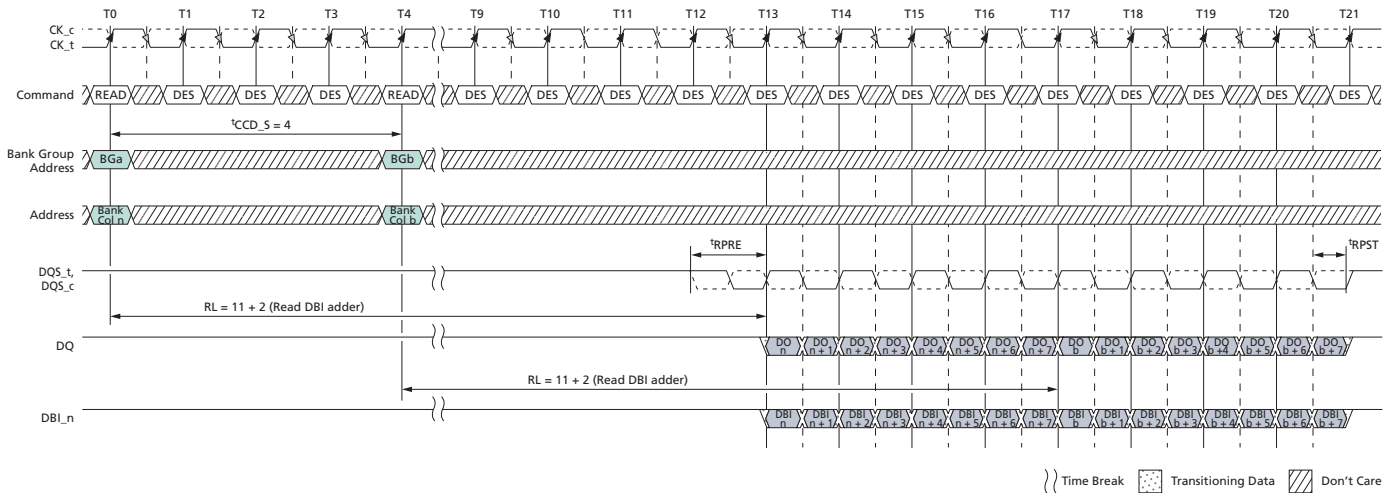 T0 T1 T2 T3 T4 T9 T10 T11 T12 T13 T14 T15 T16 T17 T18 T19 T20 T21
CK_c
CK_t
Command READ DES DES DES READ DES DES DES DES DES DES DES DES DES DES DES DES DES
tCCD_S = 4
Bank Group
Address
BGa BGb
Address
Bank
Col n
Bank
Col b
tRPRE tRPST
DQS_t,
DQS_c
RL = 11 + 2 (Read DBI adder)
DQ
DO
n
DO
n + 1
DO
n + 2
DO
n + 3
DO
n + 4
DO
n + 5
DO
n + 6
DO
n + 7
DO
b
DO
b + 1
DO
b + 2
DO
b + 3
DO
b +4
DO
b + 5
DO
b + 6
DO
b + 7
RL = 11 + 2 (Read DBI adder)
DBI_n
DBI
n
DBI
n + 1
DBI
n + 2
DBI
n + 3
DBI
n + 4
DBI
n + 5
DBI
n + 6
DBI
n + 7
DBI
b
DBI
b + 1
DBI
b + 2
DBI
b + 3
DBI
b + 4
DBI
b + 5
DBI
b + 6
DBI
b + 7
Time Break Transitioning Data Don't Care